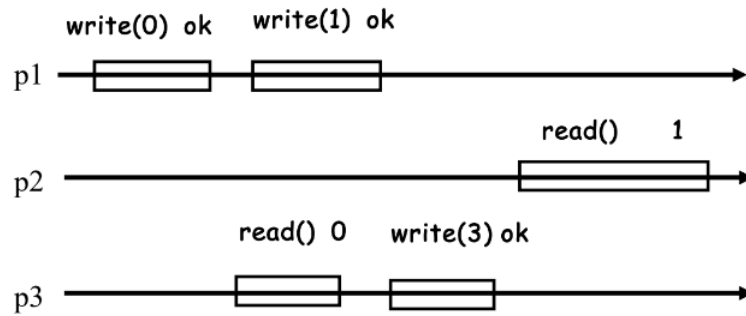 write(0) ok write(1) ok
p1
read() 1
p2
read() 0 write(3) ok
p3